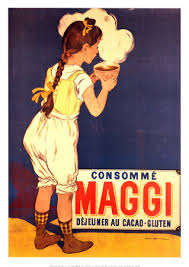 CONSOMMÉ
MAGGI
DÉJEUNER AU CACAO-GLUTEN